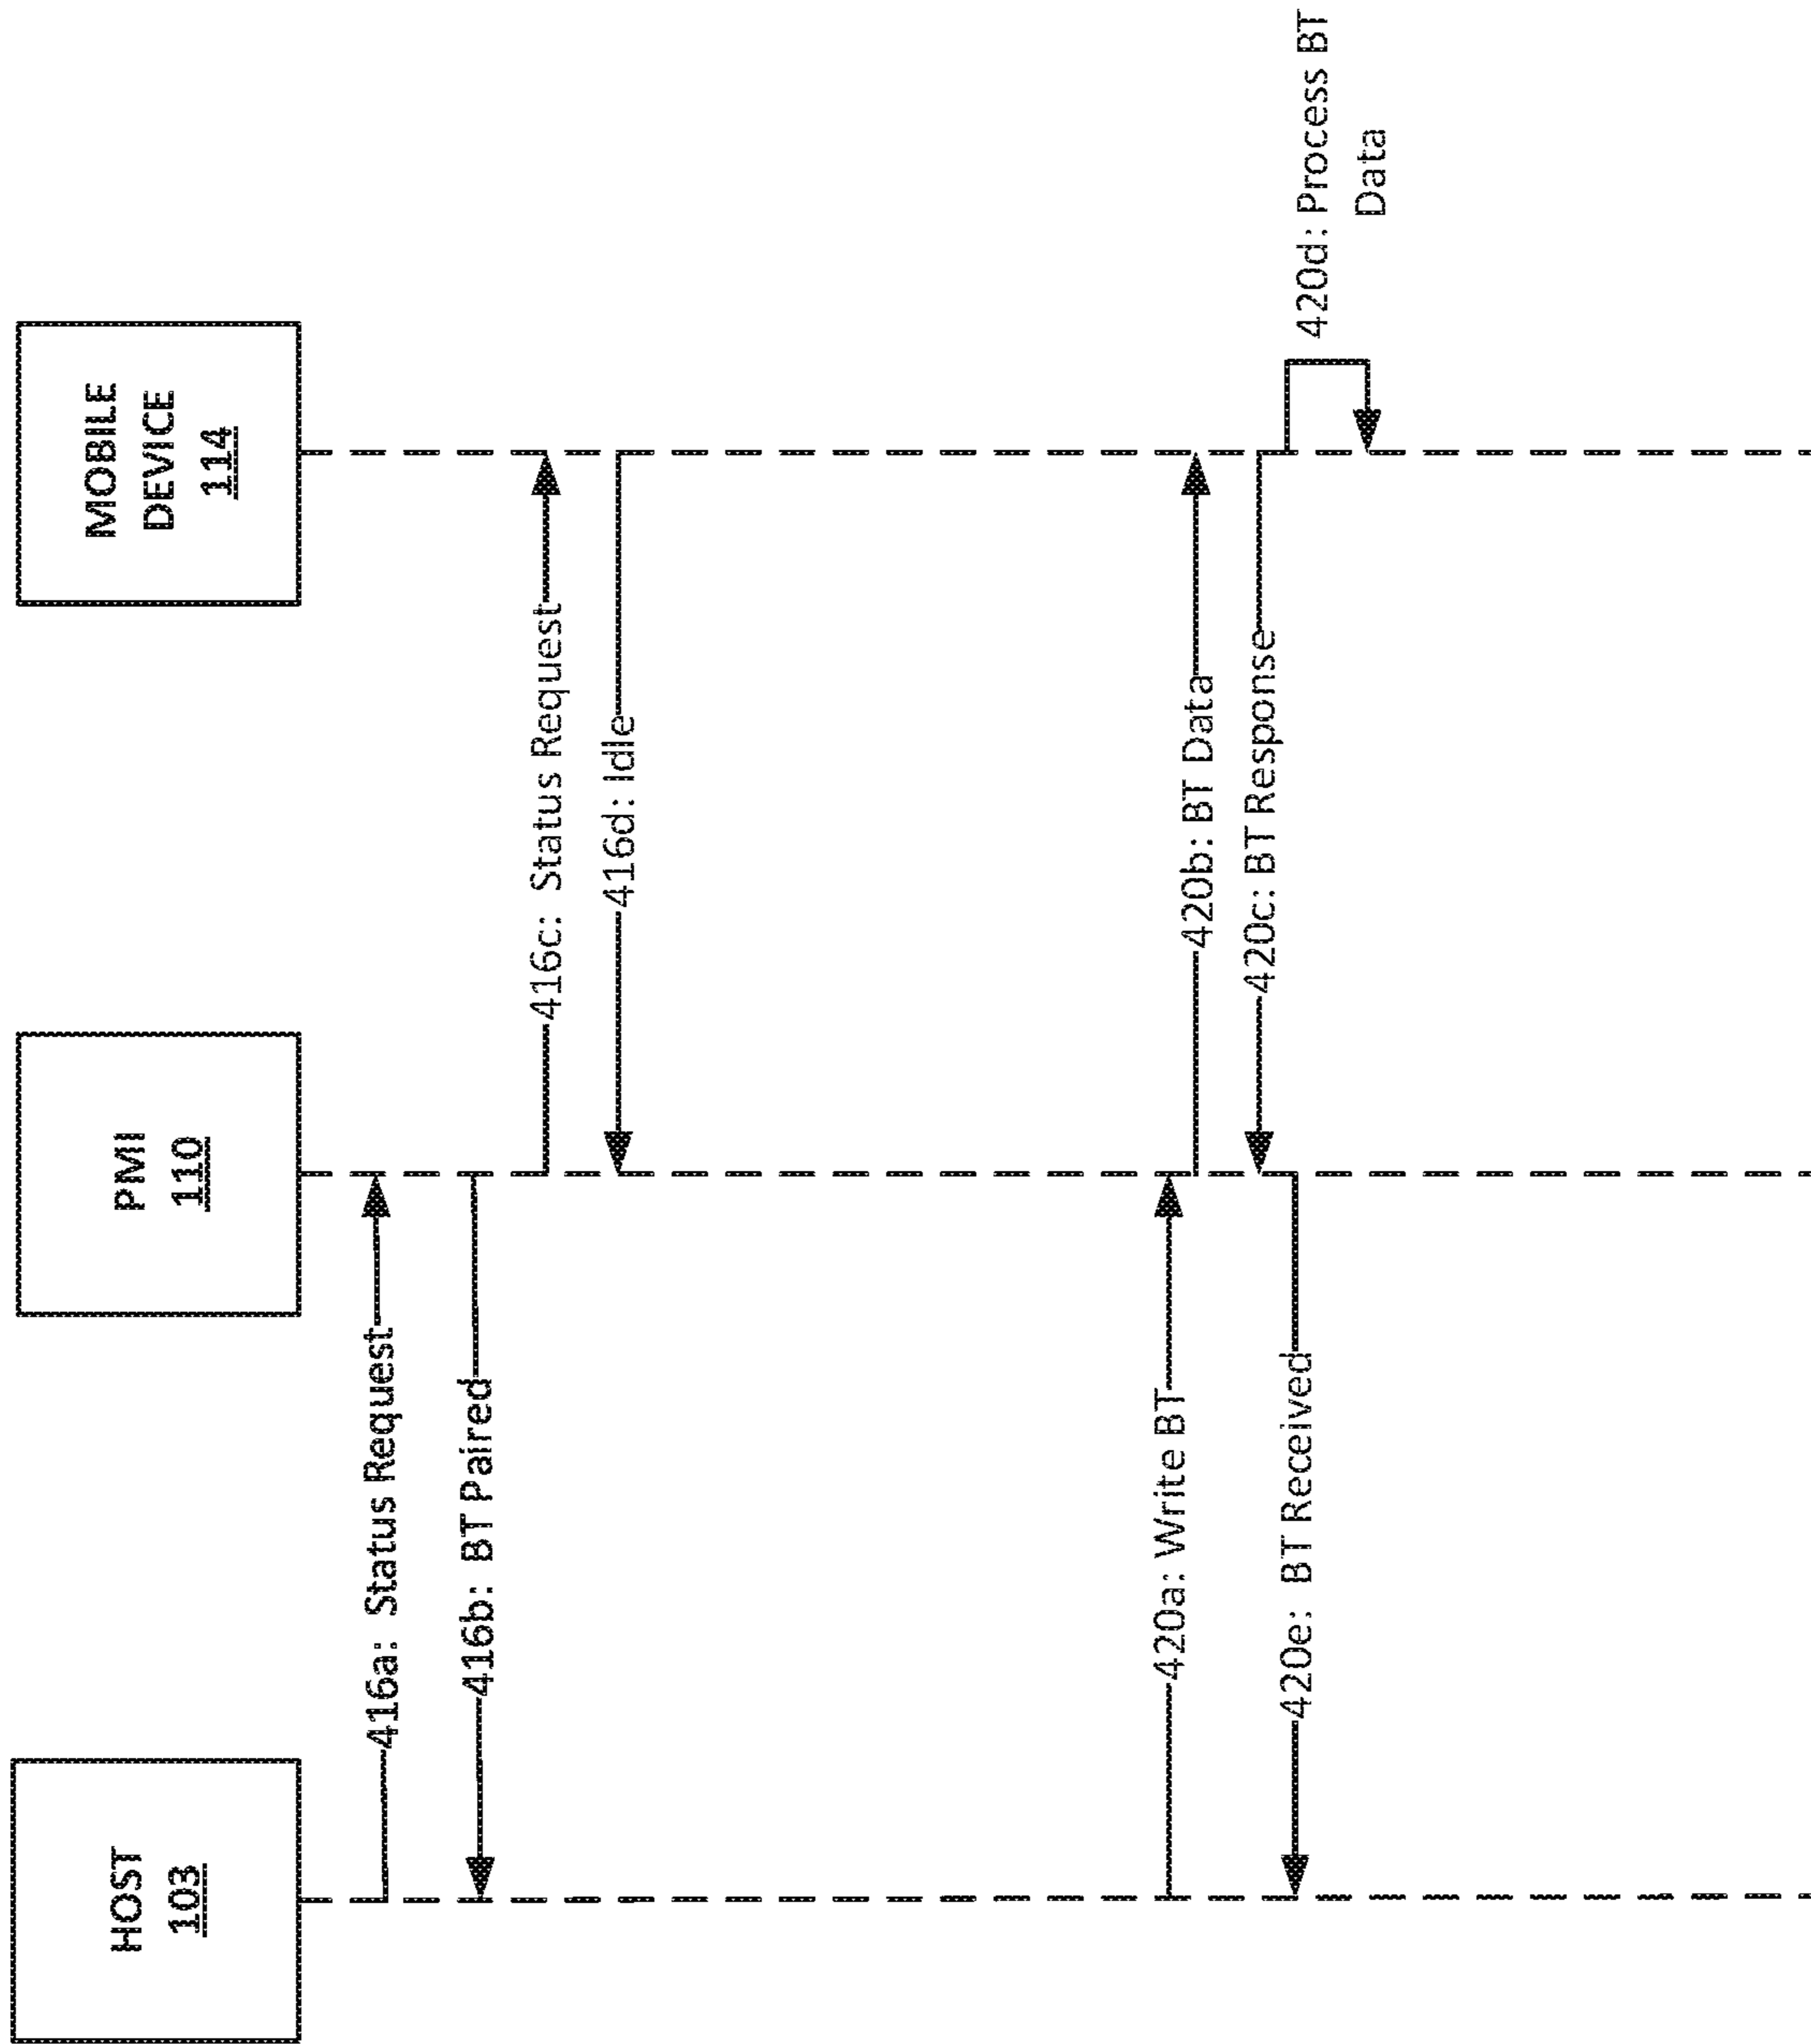 HOST
103
PMI
110
MOBILE
DEVICE
114
416a: Status Request
416b: BT Paired
416c: Status Request
416d: Idle
420a: Write BT
420b: BT Data
420c: BT Response
420e: BT Received
420d: Process BT
Data